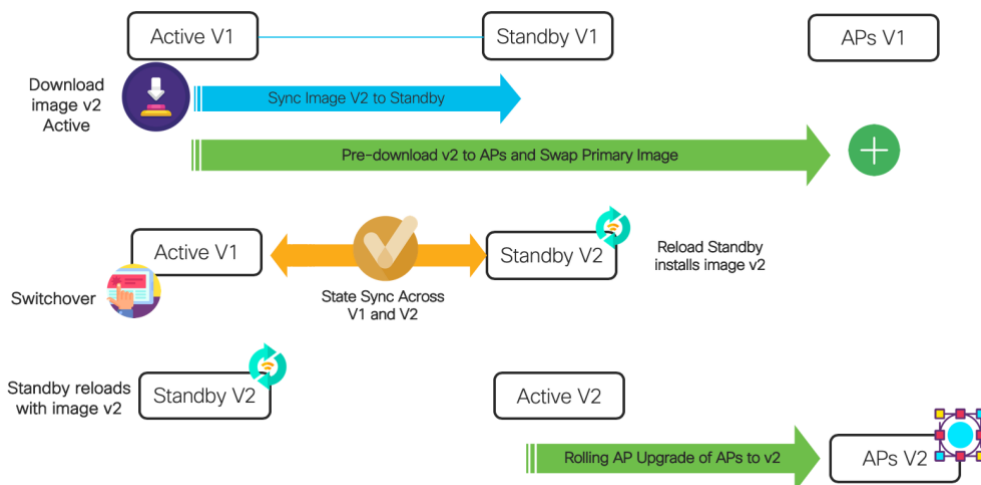 Active V1
Standby V1
APs V1
Download
image v2
Active
Sync Image V2 to Standby
Pre-download v2 to APs and Swap Primary Image
Active V1
Standby V2
Reload Standby
installs image v2
Switchover
State Sync Across
V1 and V2
Standby reloads
with image v2
Standby V2
Active V2
Rolling AP Upgrade of APs to v2
APs V2